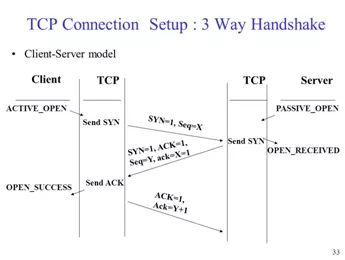 TCP Connection Setup : 3 Way Handshake
• Client-Server model
Client TCP TCP Server
ACTIVE_OPEN
PASSIVE_OPEN
Send SYN
SYN=1, Seq=X
Send SYN
SYN=1, ACK=1,
Seq=Y, ack=X=1
OPEN_RECEIVED
OPEN_SUCCESS
Send ACK
ACK=1,
Ack=Y+1
33